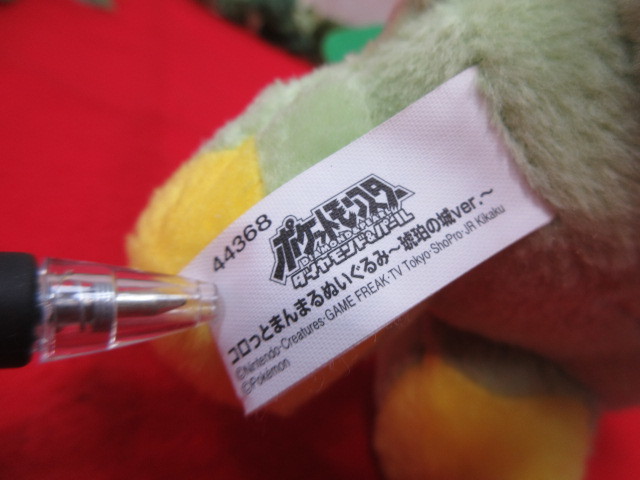 44368
ポケットモンスター
DIAMOND・PEARL
ダイヤモンド&パール
コロっとまんまるぬいぐるみ~琥珀の城ver.~
©Nintendo・Creatures・GAME FREAK・TV Tokyo・ShoPro・JR Kikaku
©Pokémon